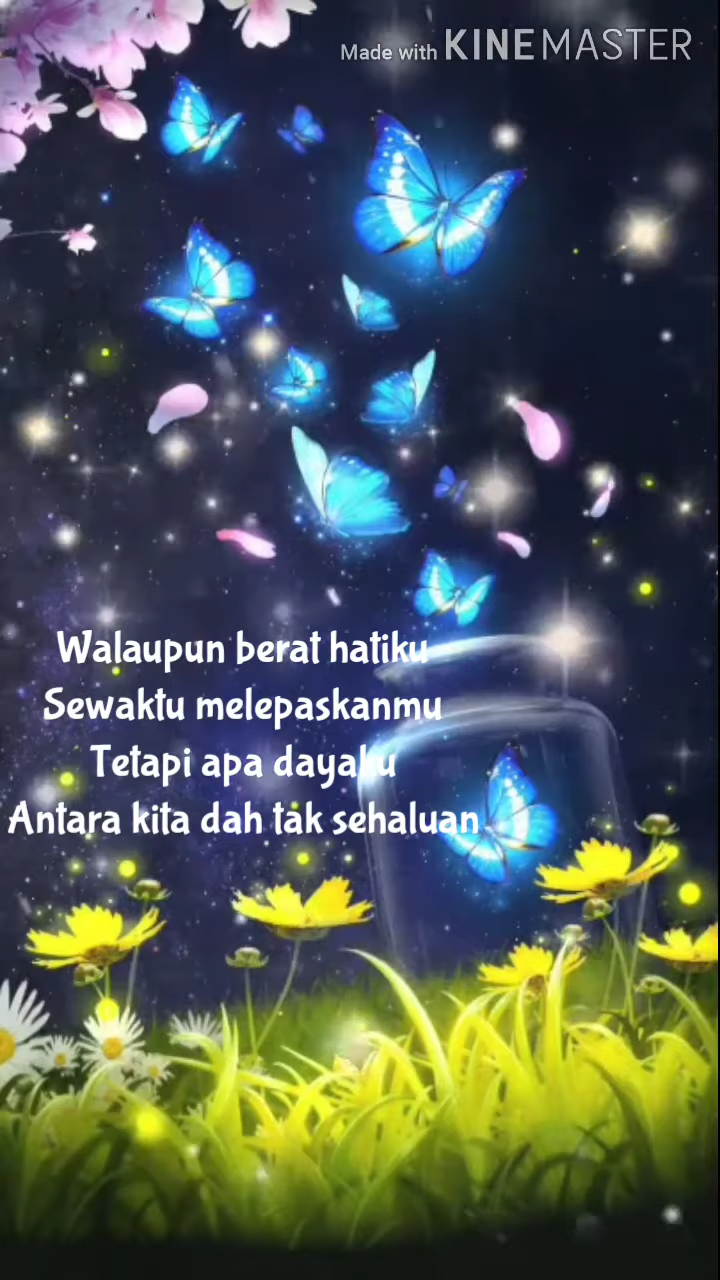 Made with KINEMASTER
Walaupun berat hatiku
Sewaktu melepaskanmu
Tetapi apa dayaku
Antara kita dah tak sehaluan